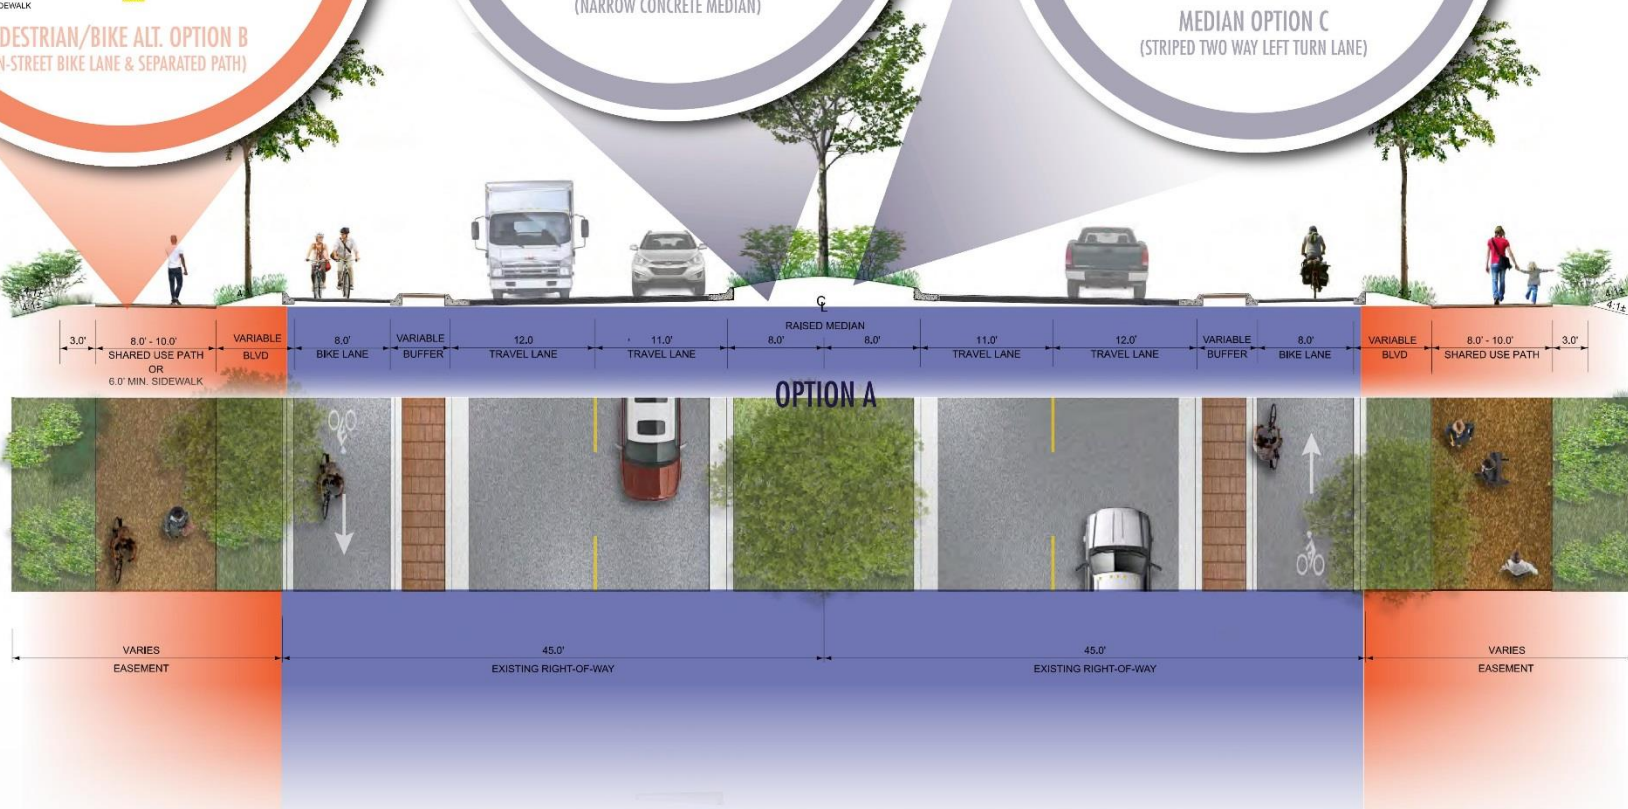 DEWALK
DESTRIAN/BIKE ALT. OPTION B
N-STREET BIKE LANE & SEPARATED PATH)
(NARROW CONCRETE MEDIAN)
MEDIAN OPTION C
(STRIPED TWO WAY LEFT TURN LANE)
4:1±
4:1±
℄
3.0'
8.0' - 10.0'
SHARED USE PATH
OR
6.0' MIN. SIDEWALK
VARIABLE
BLVD
8.0'
BIKE LANE
VARIABLE
BUFFER
12.0
TRAVEL LANE
11.0'
TRAVEL LANE
RAISED MEDIAN
8.0'
8.0'
11.0'
TRAVEL LANE
12.0'
TRAVEL LANE
VARIABLE
BUFFER
8.0'
BIKE LANE
VARIABLE
BLVD
8.0' - 10.0'
SHARED USE PATH
3.0'
OPTION A
VARIES
EASEMENT
45.0'
EXISTING RIGHT-OF-WAY
45.0'
EXISTING RIGHT-OF-WAY
VARIES
EASEMENT